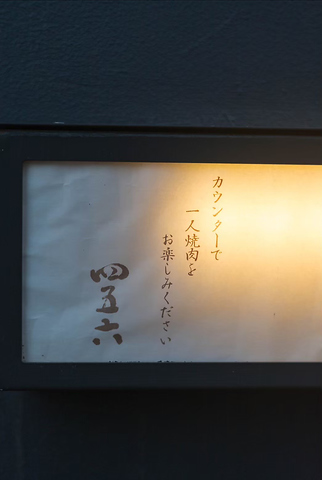 カウンターで
一人焼肉を
お楽しみください
四五六